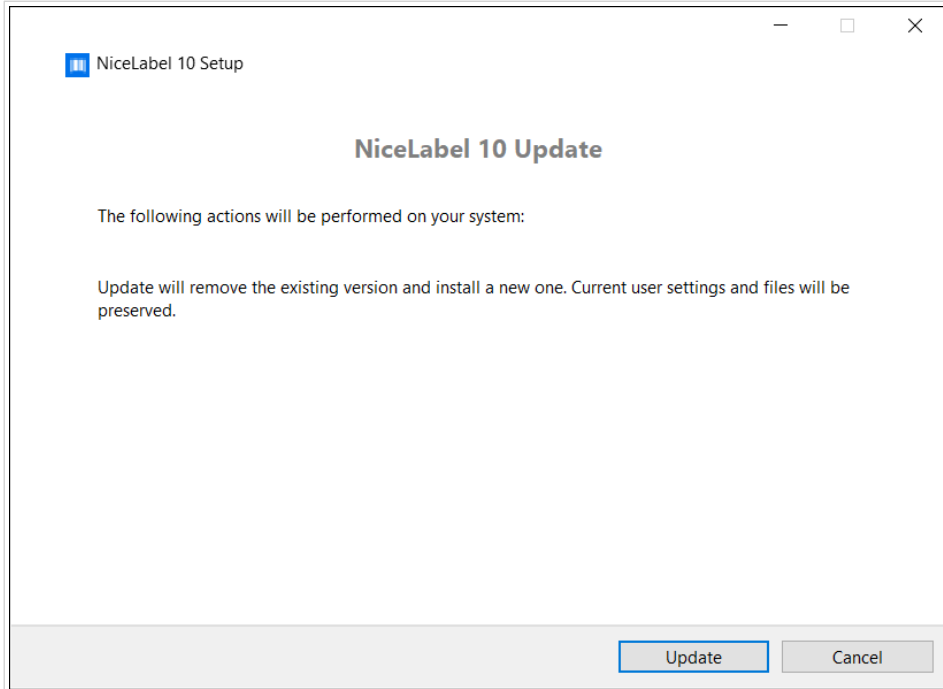 NiceLabel 10 Setup
NiceLabel 10 Update
The following actions will be performed on your system:
Update will remove the existing version and install a new one. Current user settings and files will be
preserved.
Update Cancel